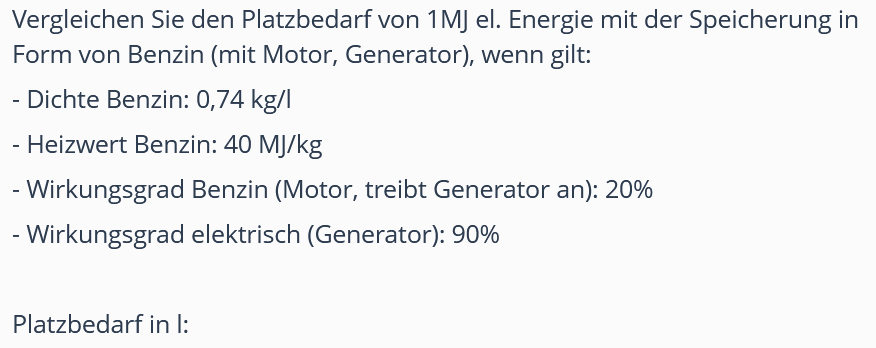 Vergleichen Sie den Platzbedarf von 1MJ el. Energie mit der Speicherung in
Form von Benzin (mit Motor, Generator), wenn gilt:
- Dichte Benzin: 0,74 kg/l
- Heizwert Benzin: 40 MJ/kg
- Wirkungsgrad Benzin (Motor, treibt Generator an): 20%
- Wirkungsgrad elektrisch (Generator): 90%
Platzbedarf in l: